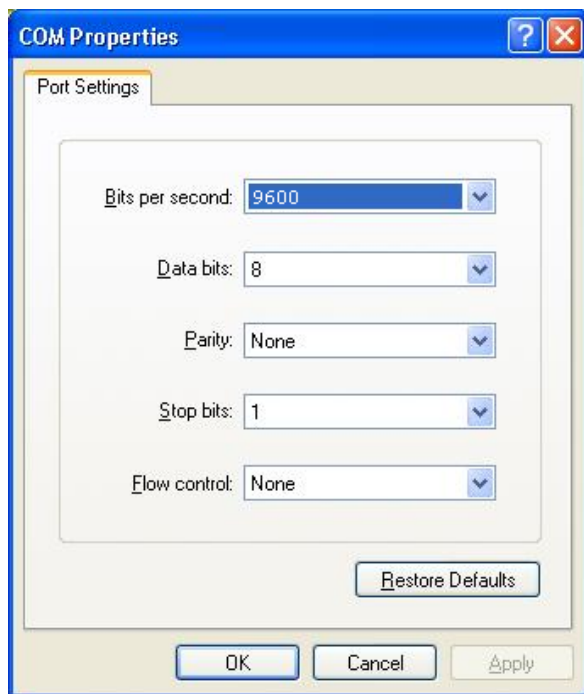 COM Properties
Port Settings
Bits per second: 9600
Data bits: 8
Parity: None
Stop bits: 1
Flow control: None
Restore Defaults
OK Cancel Apply